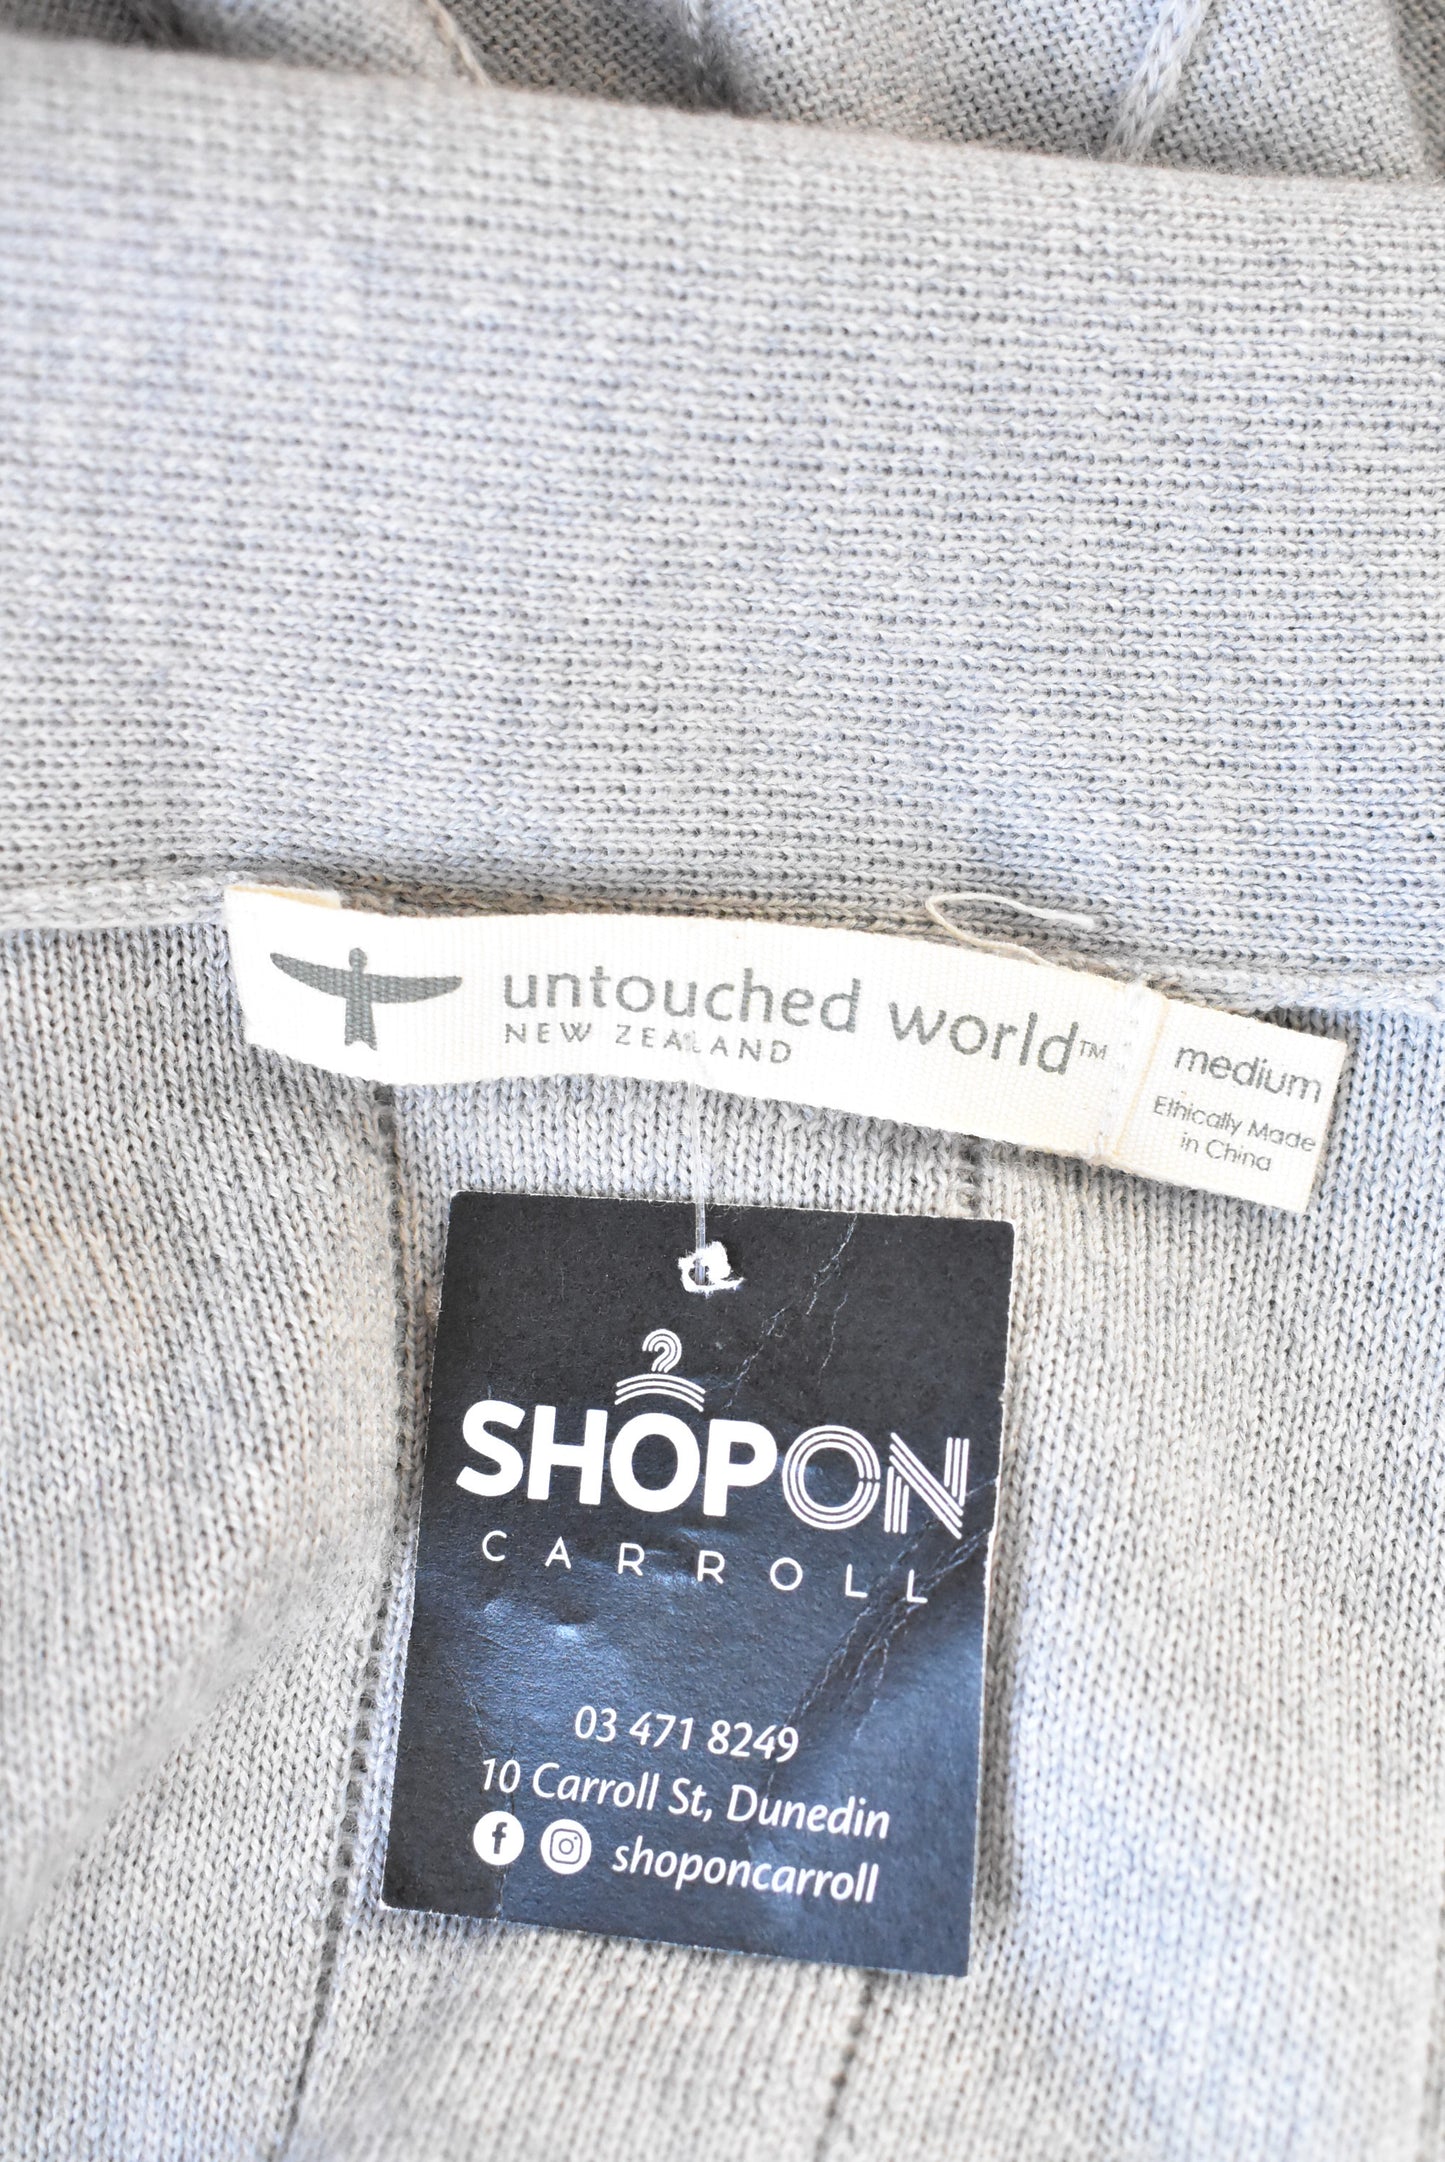 untouched world™
NEW ZEALAND
medium
Ethically Made
in China
SHOPON
CARROLL
03 471 8249
10 Carroll St, Dunedin
shoponcarroll